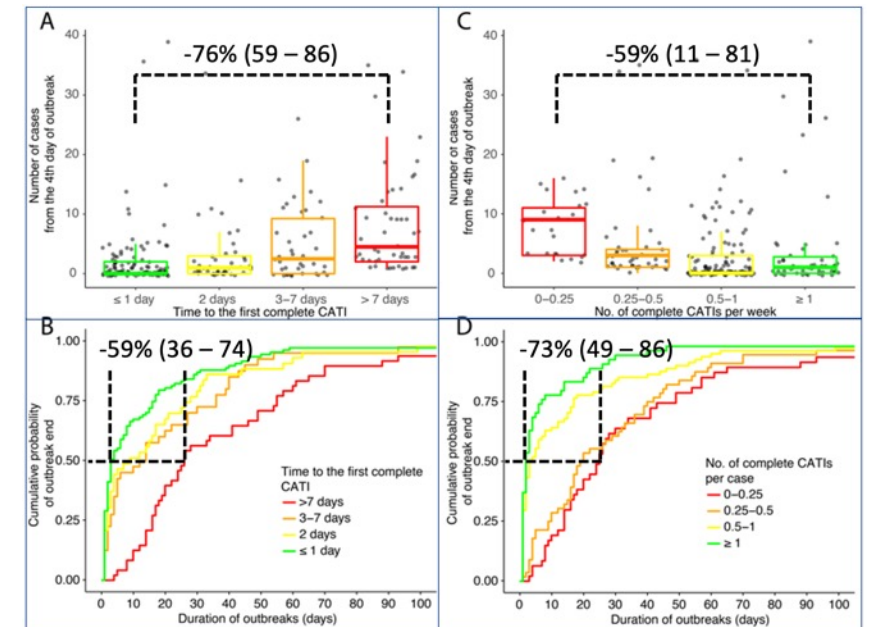 A
-76% (59 – 86)
Number of cases
from the 4th day of outbreak
40
30
20
10
0
≤ 1 day
2 days
3–7 days
> 7 days
Time to the first complete CATI
C
-59% (11 – 81)
Number of cases
from the 4th day of outbreak
40
30
20
10
0
0–0.25
0.25–0.5
0.5–1
≥ 1
No. of complete CATIs per week
B
-59% (36 – 74)
Cumulative probability
of outbreak end
1.00
0.75
0.50
0.25
0.00
Time to the first complete
CATI
>7 days
3–7 days
2 days
≤ 1 day
0 10 20 30 40 50 60 70 80 90 100
Duration of outbreaks (days)
D
-73% (49 – 86)
Cumulative probability
of outbreak end
1.00
0.75
0.50
0.25
0.00
No. of complete CATIs
per case
0–0.25
0.25–0.5
0.5–1
≥ 1
0 10 20 30 40 50 60 70 80 90 100
Duration of outbreaks (days)